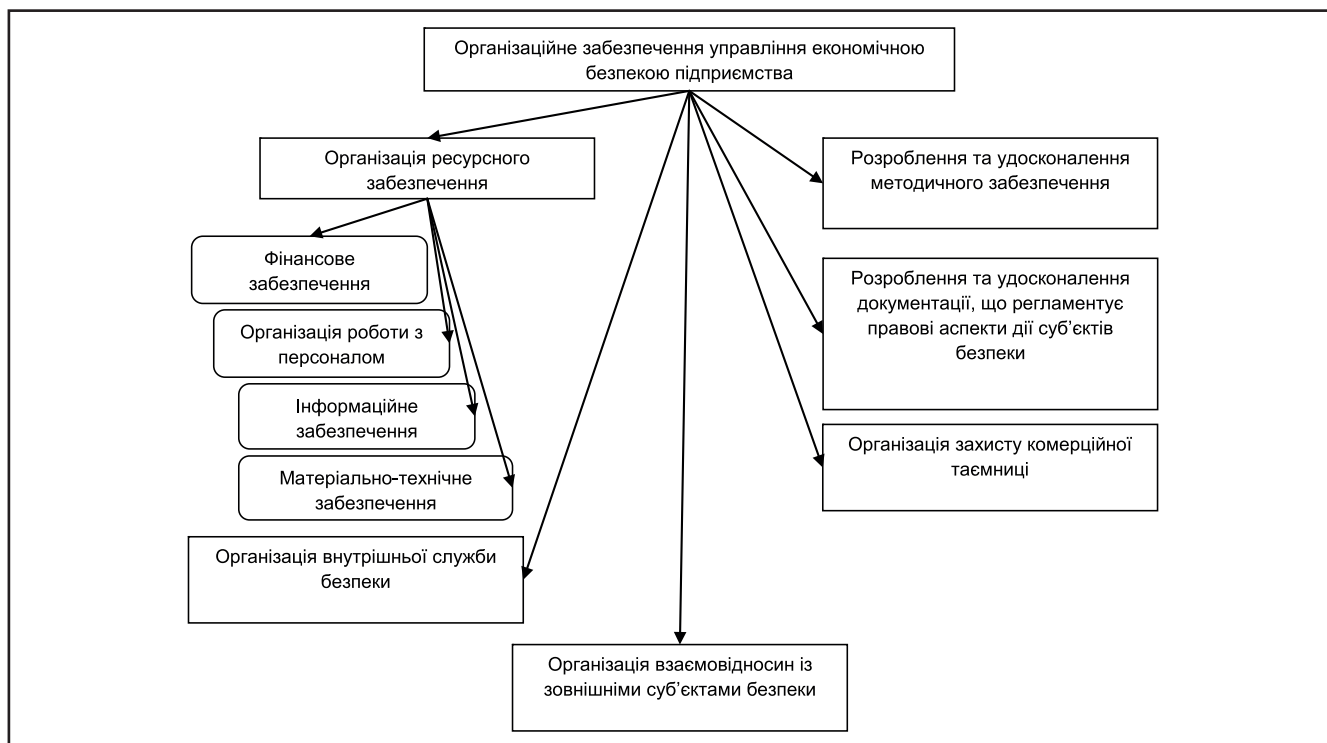 Організаційне забезпечення управління економічною
безпекою підприємства
Організація ресурсного
забезпечення
Фінансове
забезпечення
Організація роботи з
персоналом
Інформаційне
забезпечення
Матеріально-технічне
забезпечення
Організація внутрішньої служби
безпеки
Організація взаємовідносин із
зовнішніми суб’єктами безпеки
Розроблення та удосконалення
методичного забезпечення
Розроблення та удосконалення
документації, що регламентує
правові аспекти дії суб’єктів
безпеки
Організація захисту комерційної
таємниці